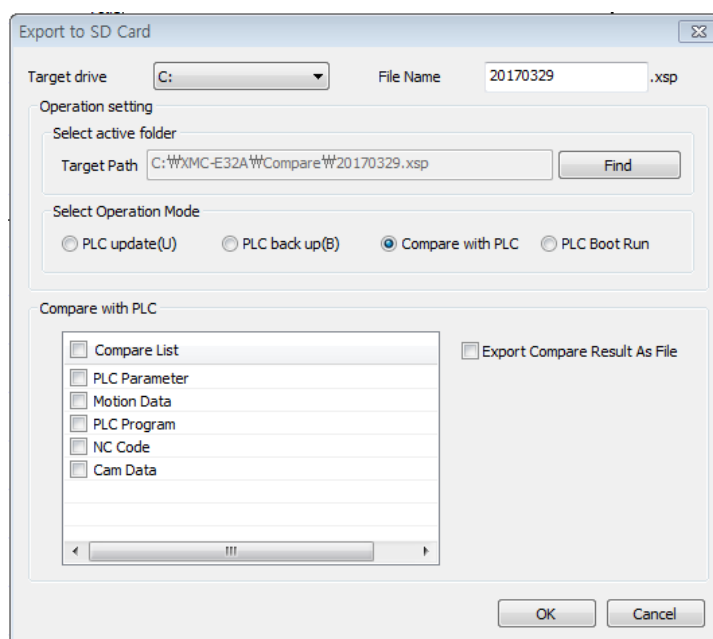 Export to SD Card
Target drive C: File Name 20170329 .xsp
Operation setting
Select active folder
Target Path C:₩XMC-E32A₩Compare₩20170329.xsp Find
Select Operation Mode
PLC update(U) PLC back up(B) Compare with PLC PLC Boot Run
Compare with PLC
Compare List Export Compare Result As File
PLC Parameter
Motion Data
PLC Program
NC Code
Cam Data
OK Cancel